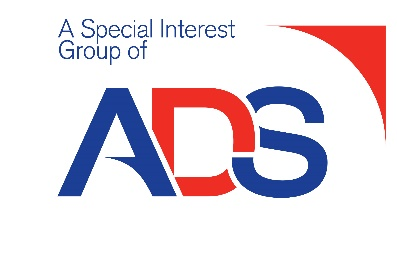 A Special Interest
Group of
ADS